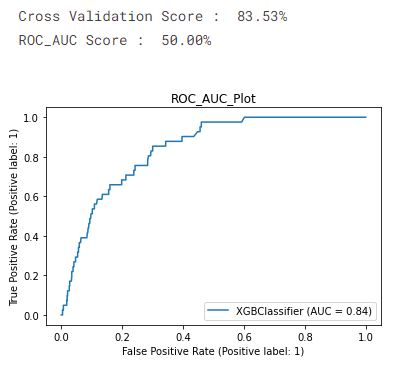 Cross Validation Score :  83.53%
ROC_AUC Score :  50.00%
ROC_AUC_Plot
1.0
0.8
0.6
0.4
0.2
0.0
True Positive Rate (Positive label: 1)
XGBClassifier (AUC = 0.84)
0.0 0.2 0.4 0.6 0.8 1.0
False Positive Rate (Positive label: 1)